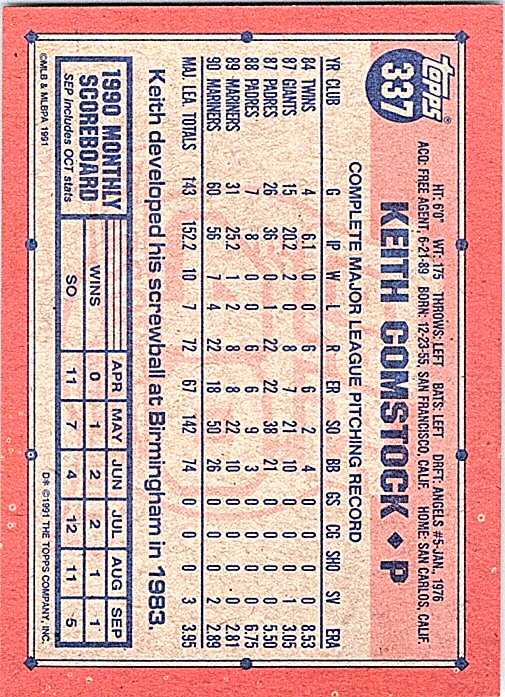 topps®
337
HT: 6'0" WT: 175 THROWS: LEFT BATS: LEFT DRFT: ANGELS #5-JAN, 1976
ACQ: FREE AGENT, 6-21-89 BORN: 12-23-55, SAN FRANCISCO, CALIF. HOME: SAN CARLOS, CALIF.
KEITH COMSTOCK ♦ P
COMPLETE MAJOR LEAGUE PITCHING RECORD
YR CLUB G IP W L R ER SO BB GS CG SHO SV ERA
84 TWINS 4 6.1 0 0 6 6 2 4 0 0 0 0 8.53
87 GIANTS 15 20.2 2 0 8 7 21 10 0 0 0 1 3.05
87 PADRES 26 36 0 1 22 22 38 21 0 0 0 0 5.50
88 PADRES 7 8 0 0 6 6 9 3 0 0 0 0 6.75
89 MARINERS 31 25.2 1 2 8 8 22 10 0 0 0 0 2.81
90 MARINERS 60 56 7 4 22 18 50 26 0 0 0 2 2.89
MAJ. LEA. TOTALS 143 152.2 10 7 72 67 142 74 0 0 0 3 3.95
Keith developed his screwball at Birmingham in 1983.
1990 MONTHLY
SCOREBOARD
SEP Includes OCT stats
APR MAY JUN JUL AUG SEP
WINS 0 1 2 2 1 1
SO 11 7 4 12 11 5
©MLB & MLBPA 1991
D* ©1991 THE TOPPS COMPANY, INC.